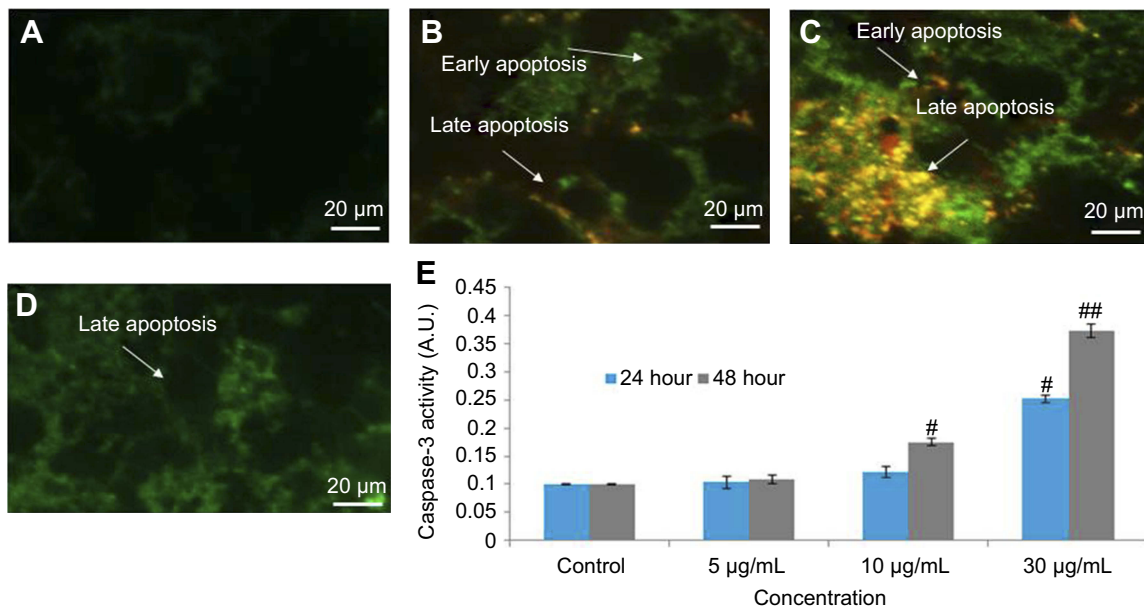 A
20 µm
B
Early apoptosis
Late apoptosis
20 µm
C
Early apoptosis
Late apoptosis
20 µm
D
Late apoptosis
20 µm
E
Caspase-3 activity (A.U.)
0.45
0.4
0.35
0.3
0.25
0.2
0.15
0.1
0.05
0
24 hour 48 hour
#
#
##
Control 5 µg/mL 10 µg/mL 30 µg/mL
Concentration